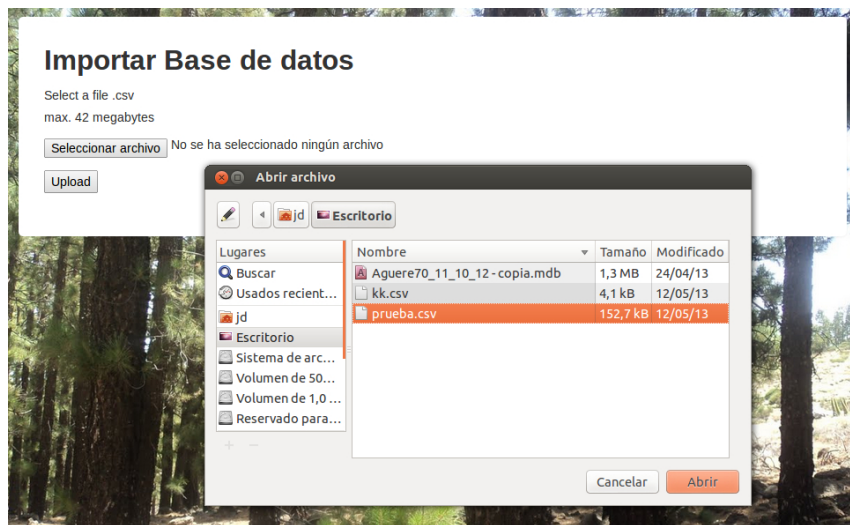 Importar Base de datos
Select a file .csv
max. 42 megabytes
Seleccionar archivo No se ha seleccionado ningún archivo
Upload
Abrir archivo
jd Escritorio
Lugares Nombre Tamaño Modificado
Buscar Aguere70_11_10_12 - copia.mdb 1,3 MB 24/04/13
Usados recient... kk.csv 4,1 kB 12/05/13
jd prueba.csv 152,7 kB 12/05/13
Escritorio
Sistema de arc...
Volumen de 50...
Volumen de 1,0 ...
Reservado para...
Cancelar Abrir